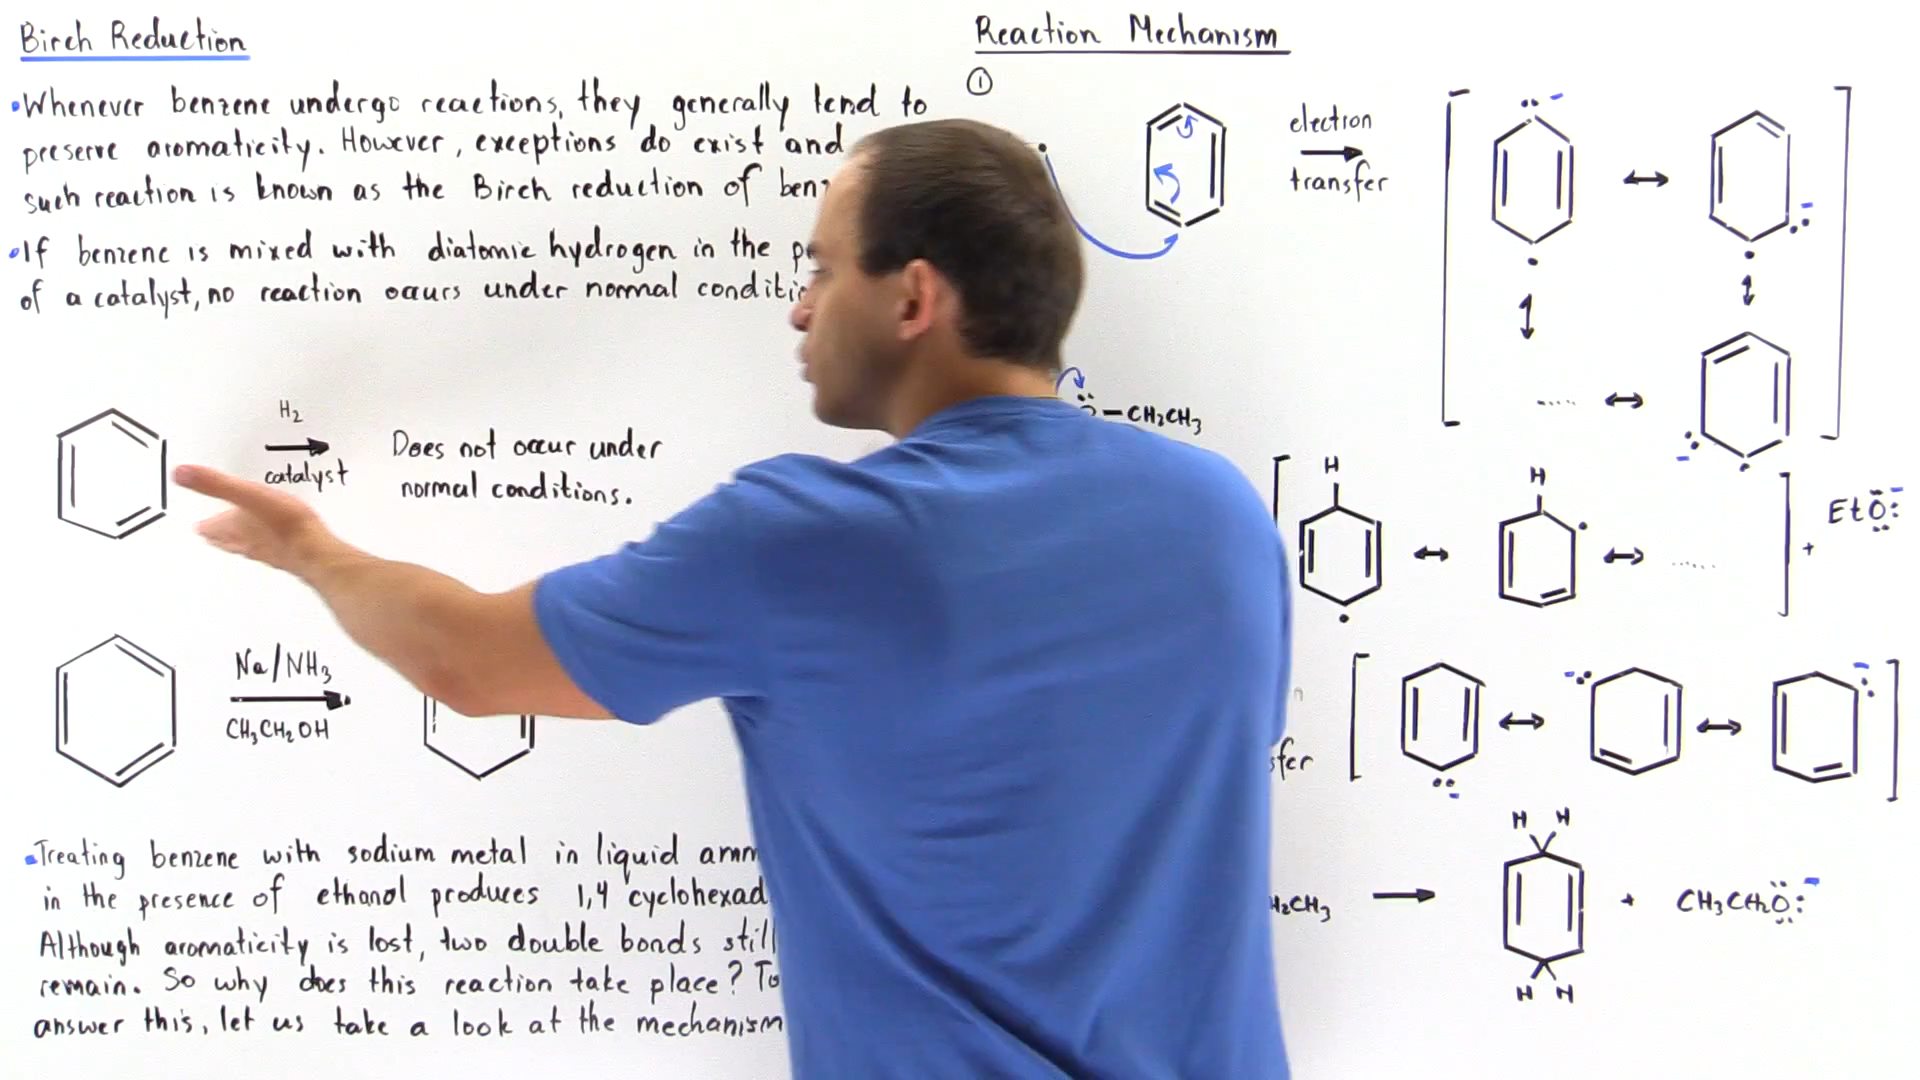 Birch Reduction
•Whenever benzene undergo reactions, they generally tend to
preserve aromaticity. However, exceptions do exist and
such reaction is known as the Birch reduction of
•If benzene is mixed with diatomic hydrogen in the
of a catalyst, no reaction occurs under normal
H₂
catalyst
Does not occur under
normal conditions.
Na/NH₃
CH₃CH₂OH
•Treating benzene with sodium metal in liquid
in the presence of ethanol produces 1,4
Although aromaticity is lost, two double bonds still
remain. So why does this reaction take place? To
answer this, let us take a look at the mechanism
Reaction Mechanism
①
election
transfer
–CH₂CH₃
H
H
+ EtO:⁻
H₂CH₃
H H
H H
+ CH₃CH₂O:⁻